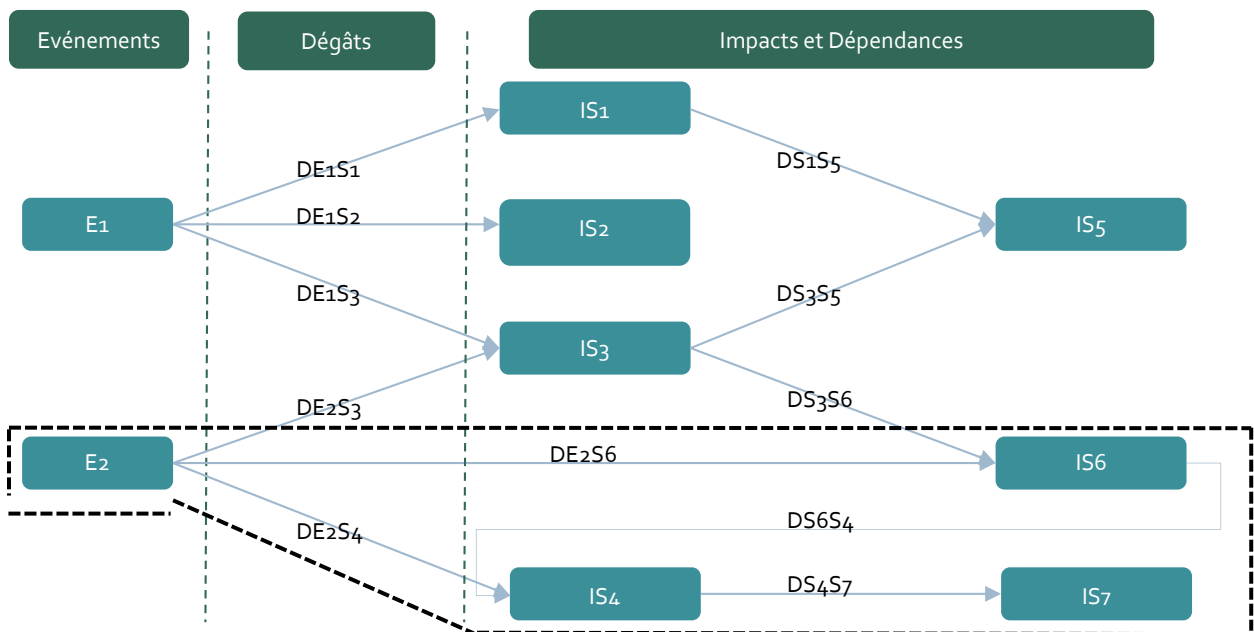 Evénements
Dégâts
Impacts et Dépendances
IS1
DE1S1
DS1S5
E1
DE1S2
IS2
IS5
DE1S3
DS3S5
IS3
DE2S3
DS3S6
E2
DE2S6
IS6
DE2S4
DS6S4
IS4
DS4S7
IS7